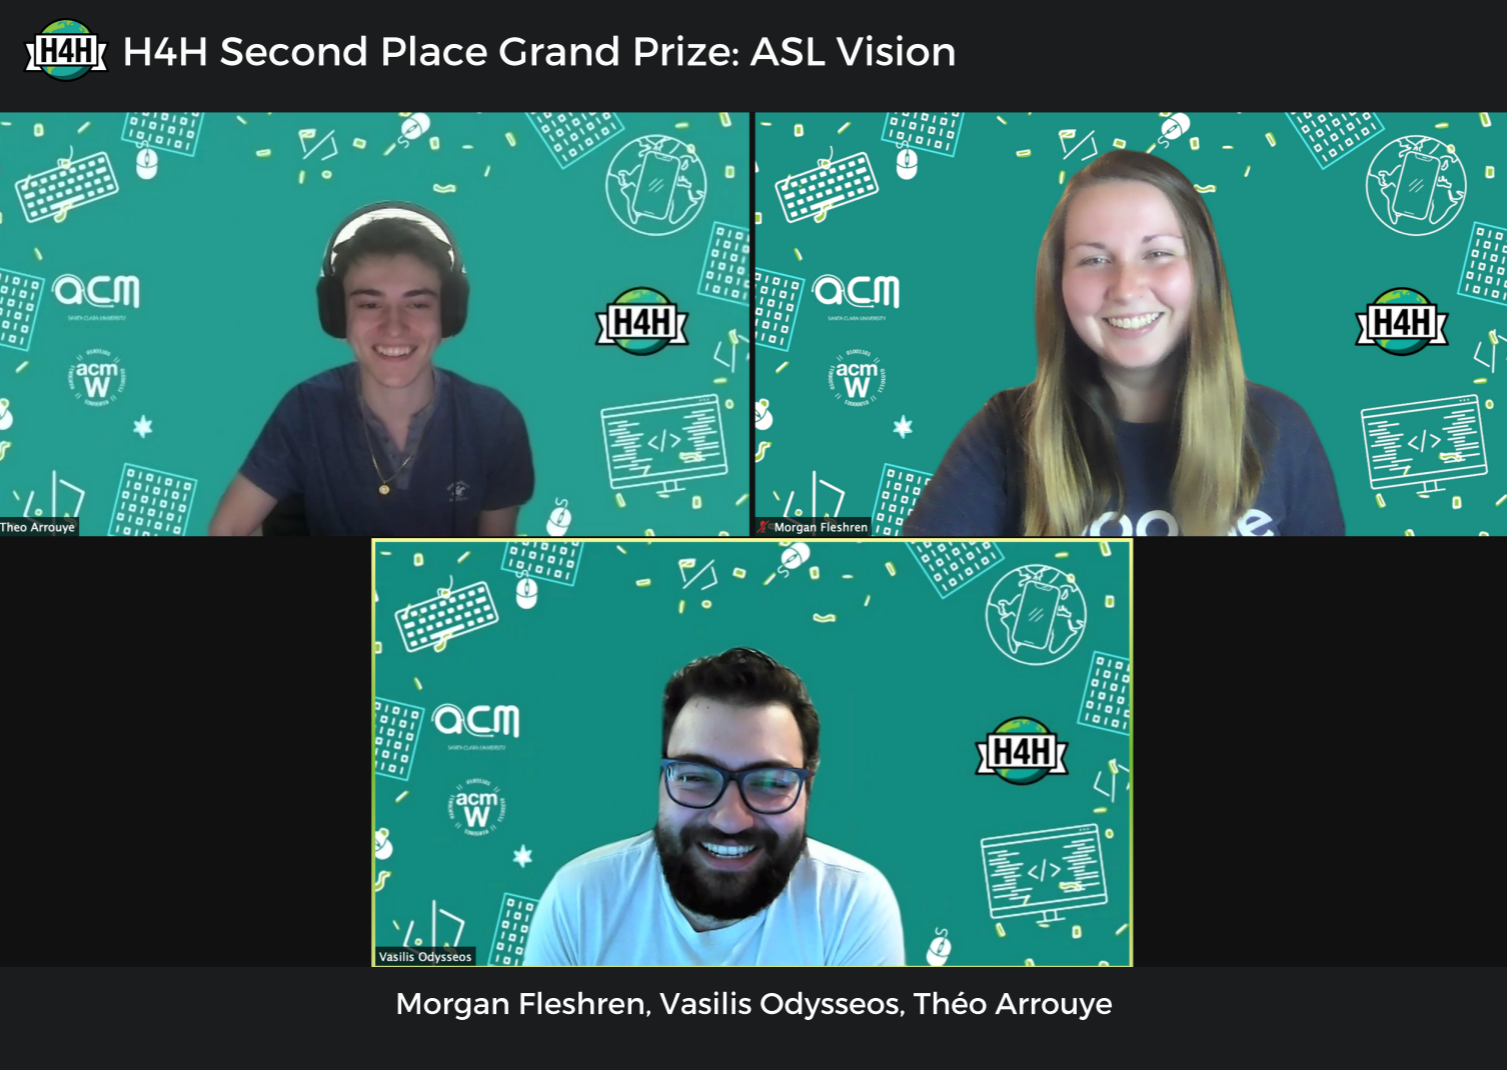 H4H
H4H Second Place Grand Prize: ASL Vision
acm
SANTA CLARA UNIVERSITY
acm
W
H4H
</>
Theo Arrouye
acm
SANTA CLARA UNIVERSITY
acm
W
H4H
</>
Morgan Fleshren
acm
SANTA CLARA UNIVERSITY
acm
W
H4H
</>
Vasilis Odysseos
Morgan Fleshren, Vasilis Odysseos, Théo Arrouye